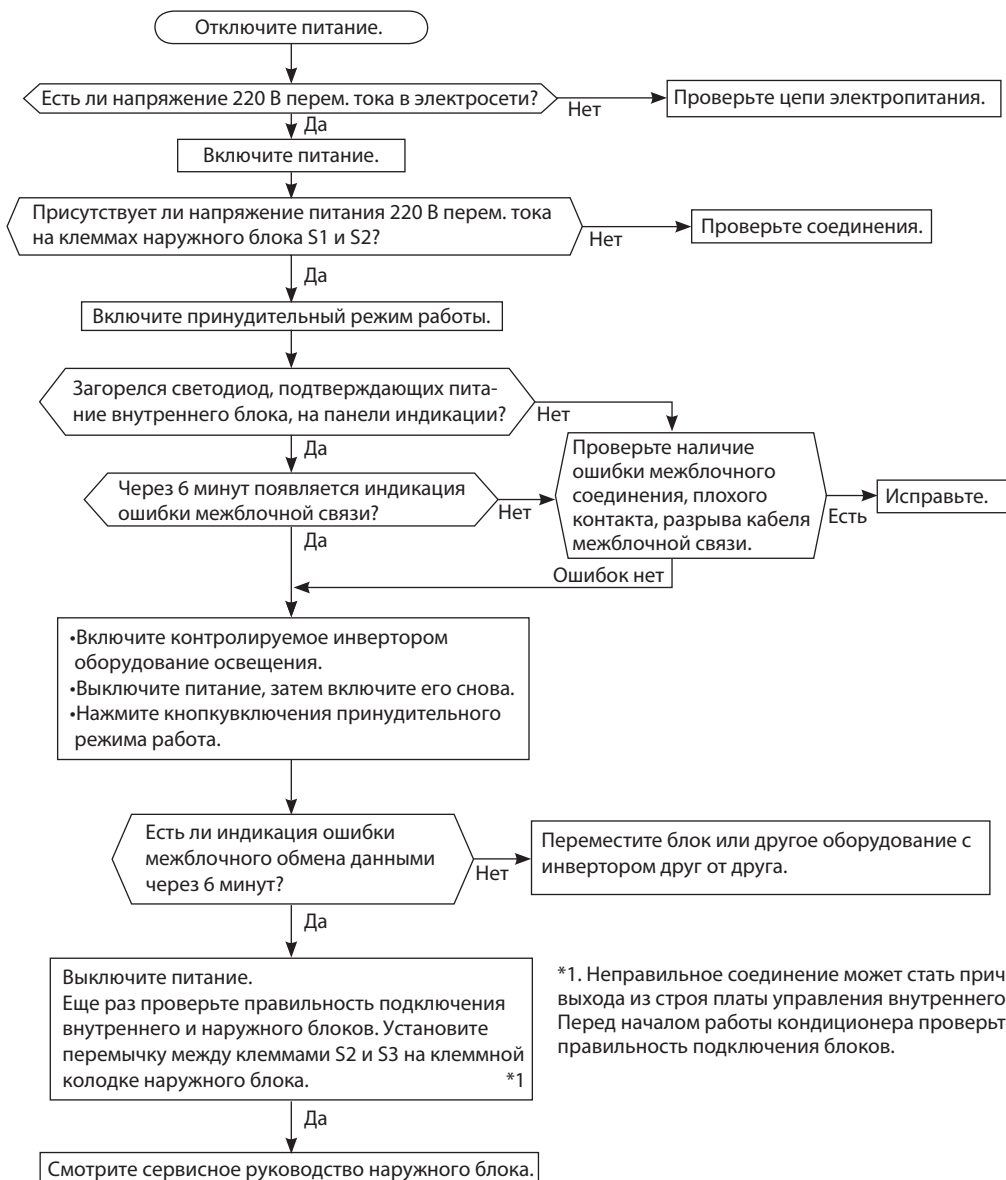 Отключите питание.
Есть ли напряжение 220 В перем. тока в электросети?
Нет
Проверьте цепи электропитания.
Да
Включите питание.
Присутствует ли напряжение питания 220 В перем. тока
на клеммах наружного блока S1 и S2?
Нет
Проверьте соединения.
Да
Включите принудительный режим работы.
Загорелся светодиод, подтверждающих пита-
ние внутреннего блока, на панели индикации?
Нет
Да
Проверьте наличие
ошибки межблочного
соединения, плохого
контакта, разрыва кабеля
межблочной связи.
Есть
Исправьте.
Через 6 минут появляется индикация
ошибки межблочной связи?
Нет
Да
Ошибок нет
•Включите контролируемое инвертором
оборудование освещения.
•Выключите питание, затем включите его снова.
•Нажмите кнопкувключения принудительного
режима работа.
Есть ли индикация ошибки
межблочного обмена данными
через 6 минут?
Нет
Переместите блок или другое оборудование с
инвертором друг от друга.
Да
Выключите питание.
Еще раз проверьте правильность подключения
внутреннего и наружного блоков. Установите
перемычку между клеммами S2 и S3 на клеммной
колодке наружного блока. *1
*1. Неправильное соединение может стать прич
выхода из строя платы управления внутреннего
Перед началом работы кондиционера проверьт
правильность подключения блоков.
Да
Смотрите сервисное руководство наружного блока.